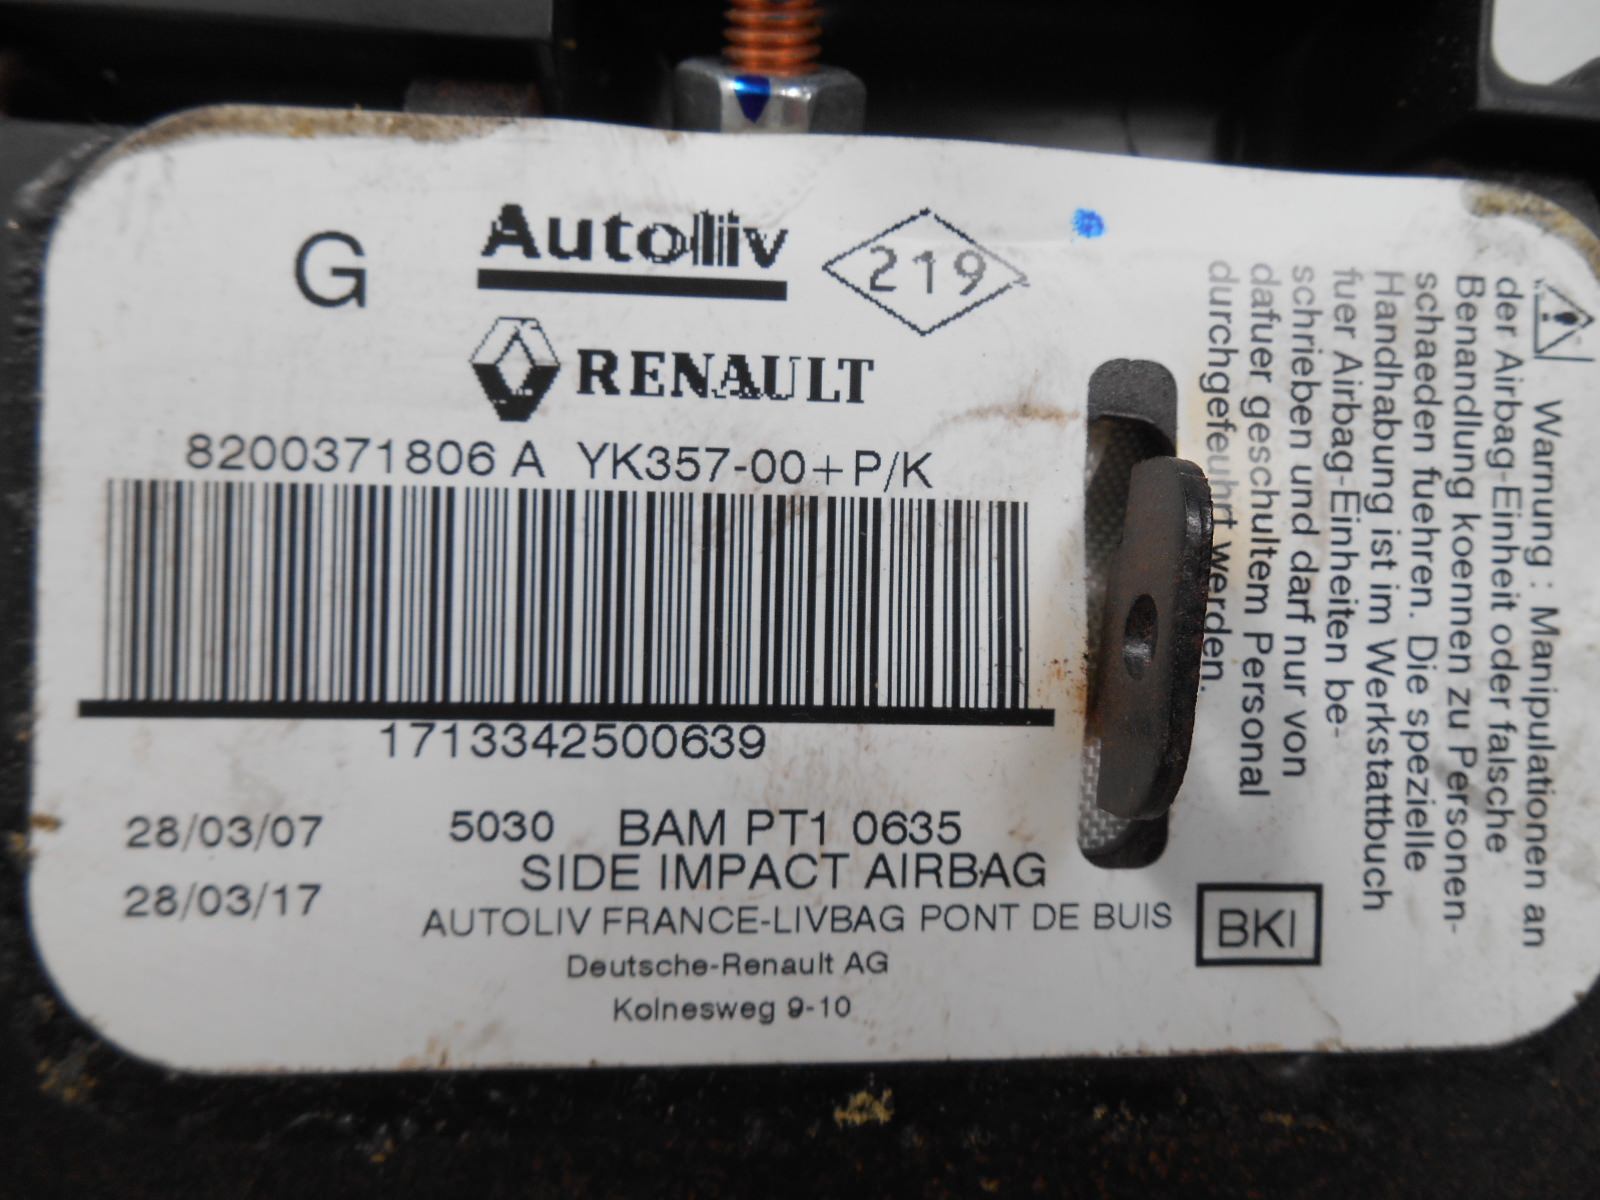 G
Autoliv
219
RENAULT
8200371806 A YK357-00+P/K
1713342500639
28/03/07 5030 BAM PT1 0635
SIDE IMPACT AIRBAG
28/03/17
AUTOLIV FRANCE-LIVBAG PONT DE BUIS
BKI
Deutsche-Renault AG
Kolnesweg 9-10
Warnung : Manipulationen an
der Airbag-Einheit oder falsche
Benandlung koennen zu Personen-
schaeden fuehren. Die spezielle
Handhabung ist im Werkstattbuch
fuer Airbag-Einheiten be-
schrieben und darf nur von
dafuer geschultem Personal
durchgefeuhrt werden.